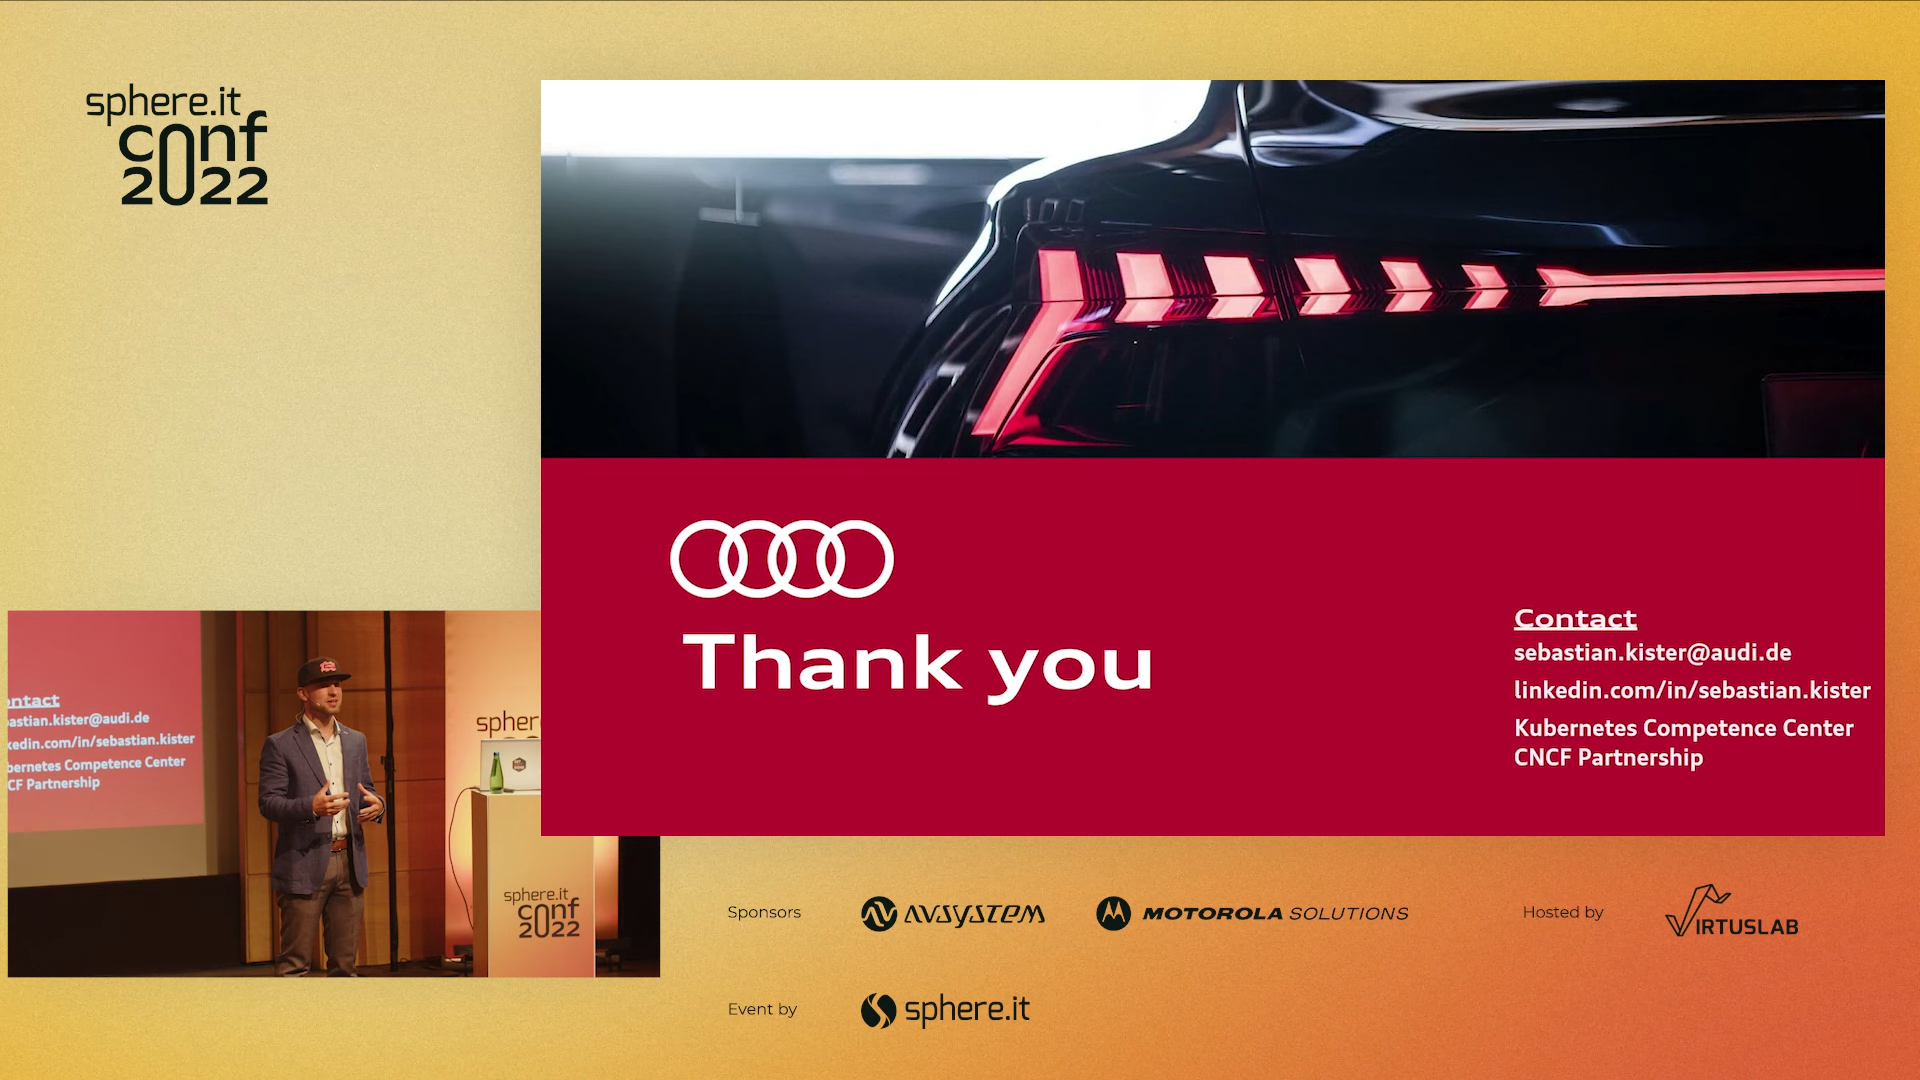 sphere.it
conf
2022
Thank you
Contact
sebastian.kister@audi.de
linkedin.com/in/sebastian.kister
Kubernetes Competence Center
CNCF Partnership
ontact
astian.kister@audi.de
kedin.com/in/sebastian.kister
bernetes Competence Center
CF Partnership
spher
sphere.it
conf
2022
Sponsors
AVSYSTEM
MOTOROLA SOLUTIONS
Hosted by
VIRTUSLAB
Event by
sphere.it